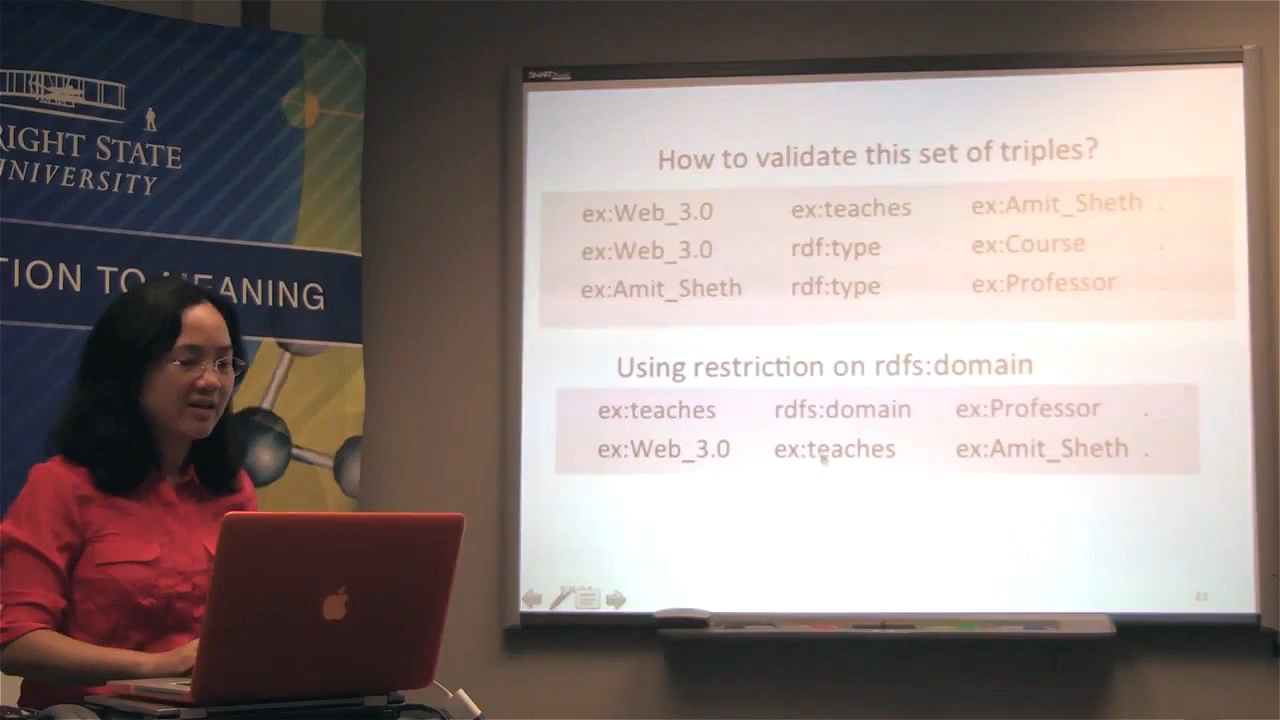 RIGHT STATE
UNIVERSITY
TION TO MEANING
SMART
How to validate this set of triples?
ex:Web_3.0 ex:teaches ex:Amit_Sheth .
ex:Web_3.0 rdf:type ex:Course .
ex:Amit_Sheth rdf:type ex:Professor .
Using restriction on rdfs:domain
ex:teaches rdfs:domain ex:Professor .
ex:Web_3.0 ex:teaches ex:Amit_Sheth .